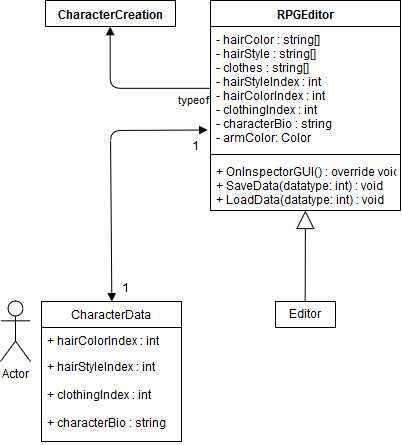 CharacterCreation
RPGEditor
- hairColor : string[]
- hairStyle : string[]
- clothes : string[]
- hairStyleIndex : int
- hairColorIndex : int
- clothingIndex : int
- characterBio : string
- armColor: Color
+ OnInspectorGUI() : override void
+ SaveData(datatype: int) : void
+ LoadData(datatype: int) : void
typeof
1
1
Editor
CharacterData
+ hairColorIndex : int
+ hairStyleIndex : int
+ clothingIndex : int
+ characterBio : string
Actor